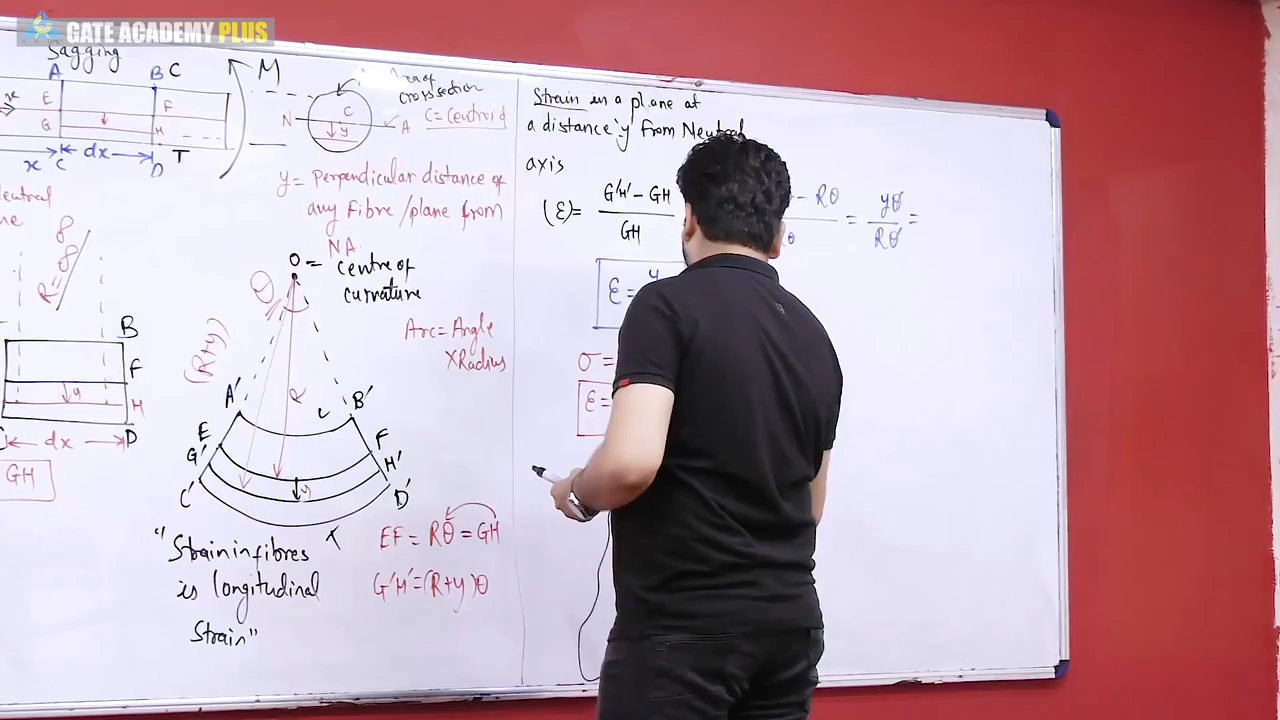 GATE ACADEMY PLUS
Sagging
A
B C
M
Area of
cross section
C = Centroid
x
E
F
G
H
N
C
y
A
x C
dx
D
T
y = Perpendicular distance of
any Fibre/plane from
NA
R = ∞
O = Centre of
curvature
θ
(R+y)
R
Arc = Angle
X Radius
B
F
y
H
dx
D
GH
A'
B'
E
F
G'
H'
C'
D'
y
EF = Rθ = GH
G'H' = (R+y)θ
"Strain in fibres
is longitudinal
Strain"
Strain in a plane at
a distance 'y' from Neutral
axis
(ε) = G'H' - GH
GH
- Rθ
θ
= yθ
Rθ
=
ε = y
σ =
ε =